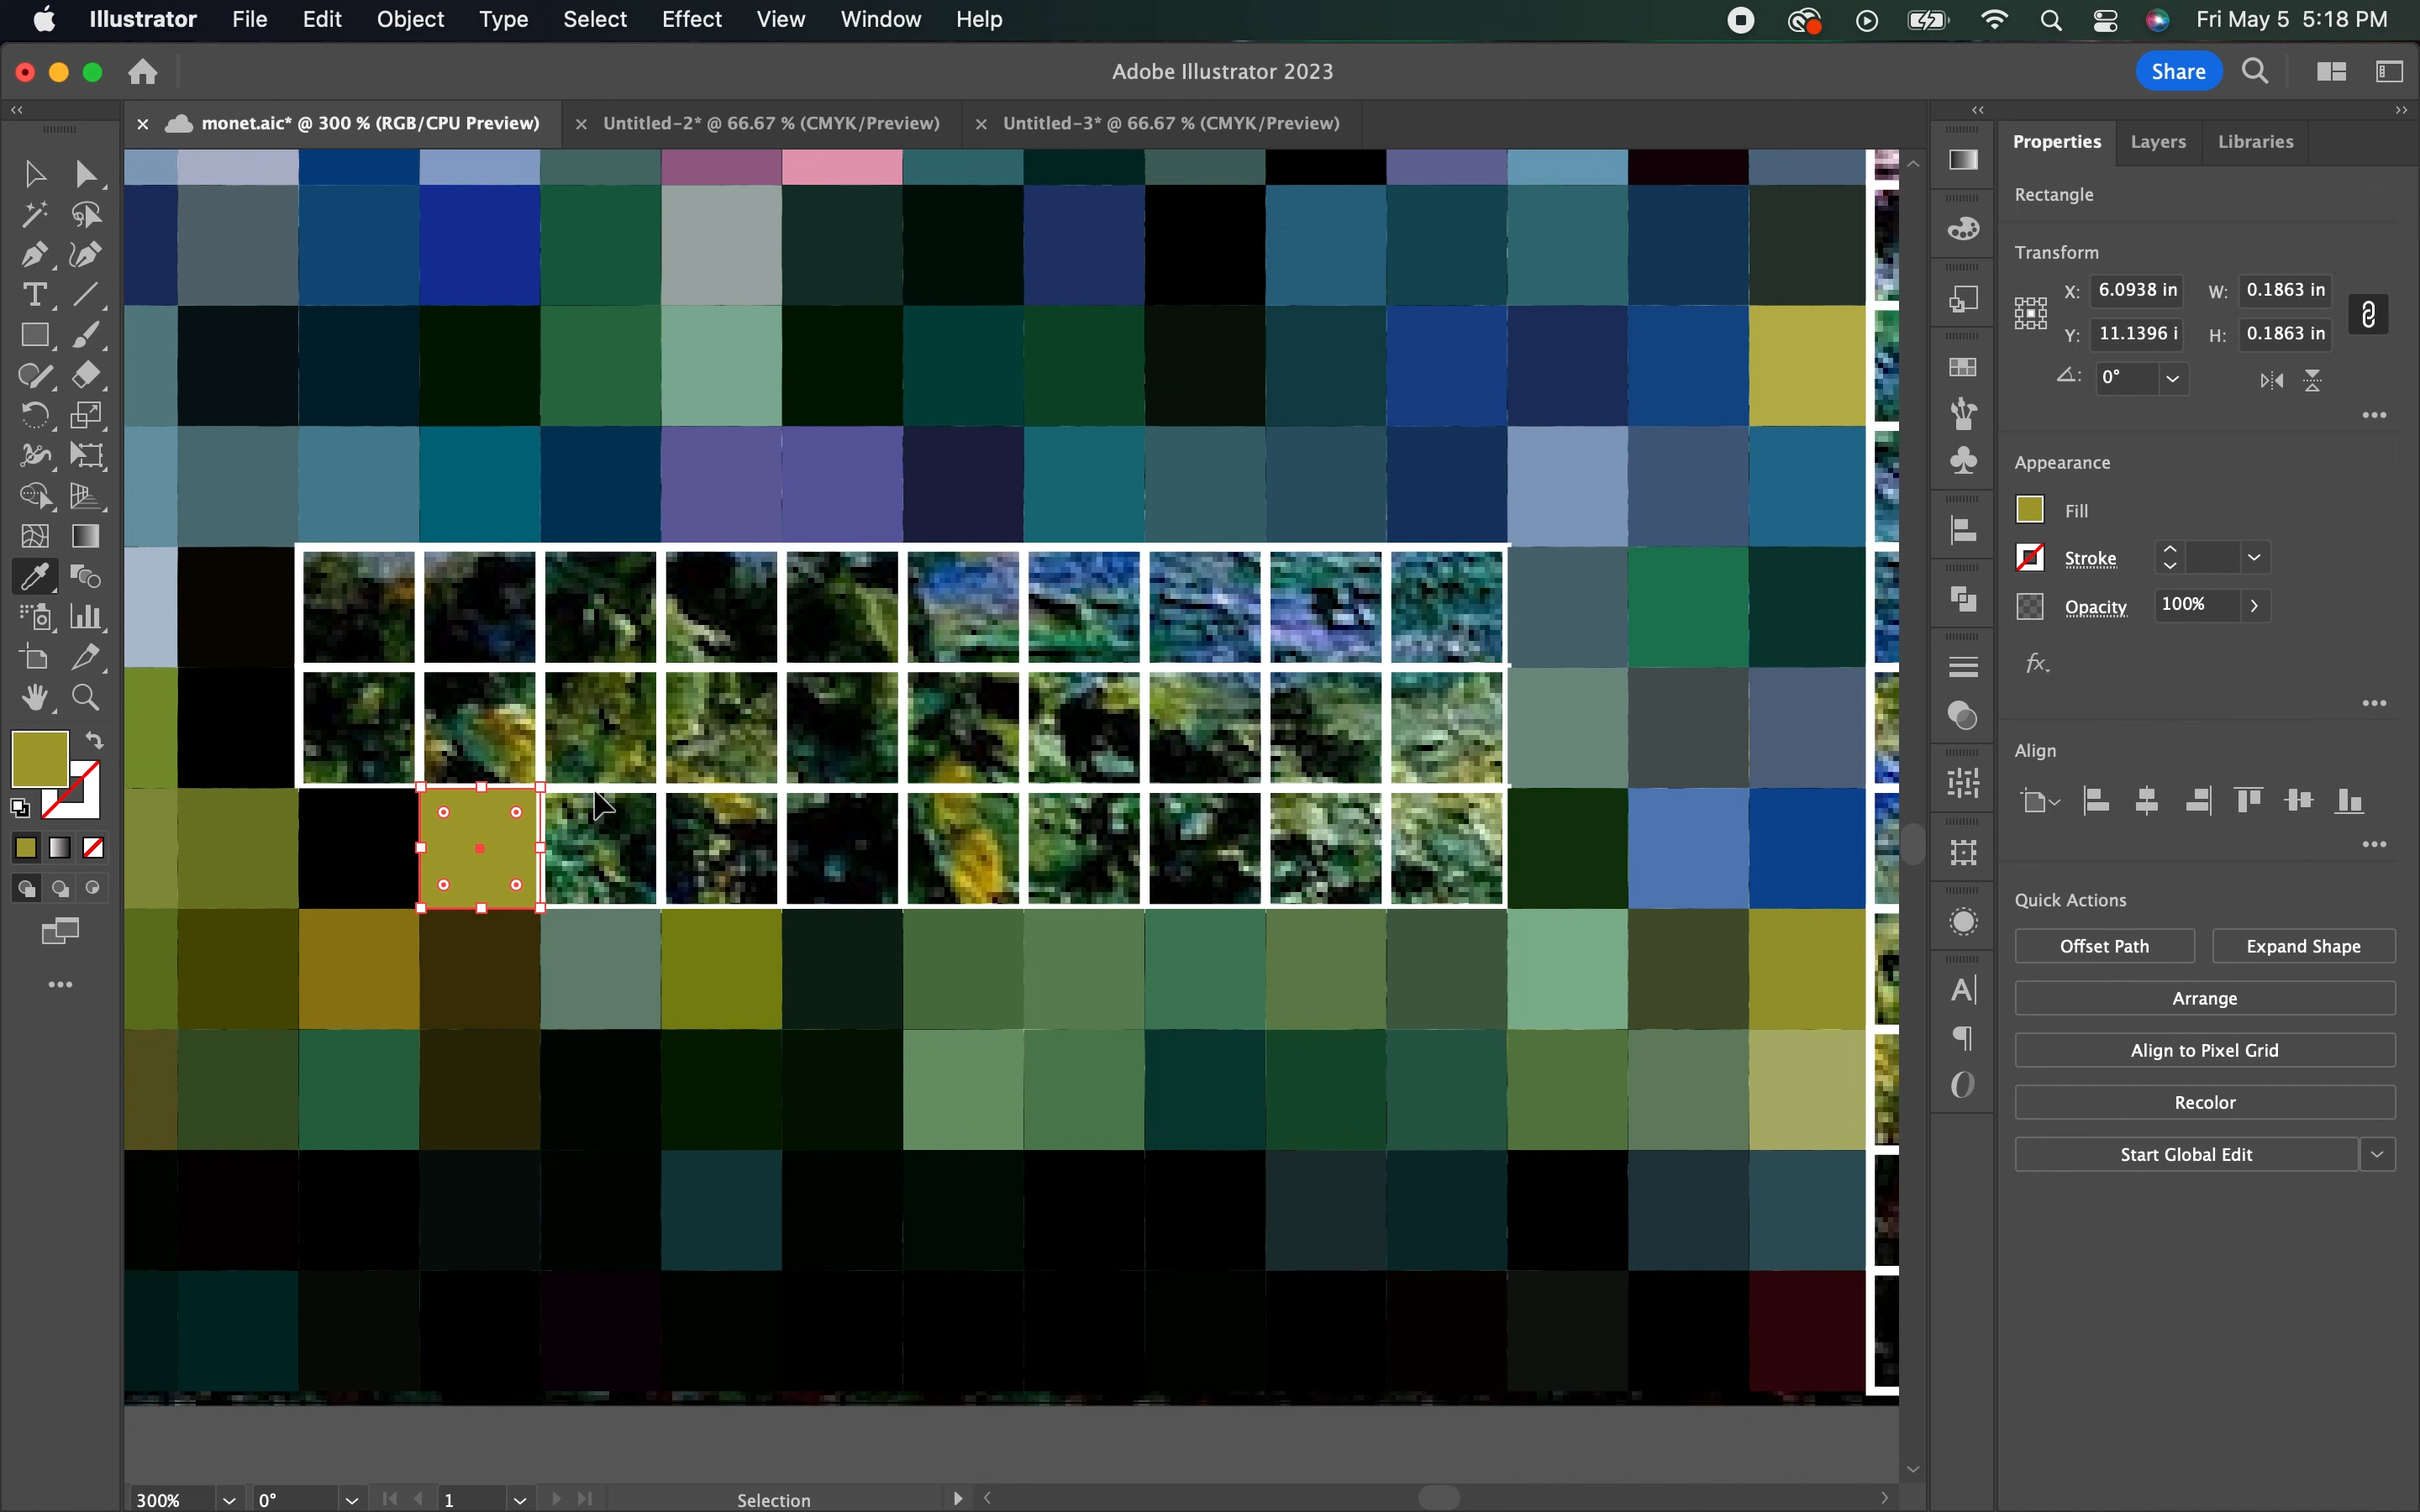 Illustrator File Edit Object Type Select Effect View Window Help Fri May 5 5:18 PM
Adobe Illustrator 2023 Share
monet.aic* @ 300 % (RGB/CPU Preview) Untitled-2* @ 66.67 % (CMYK/Preview) Untitled-3* @ 66.67 % (CMYK/Preview)
Properties Layers Libraries
Rectangle
Transform
X: 6.0938 in W: 0.1863 in
Y: 11.1396 i H: 0.1863 in
0°
Appearance
Fill
Stroke
Opacity 100%
fx.
Align
Quick Actions
Offset Path Expand Shape
Arrange
Align to Pixel Grid
Recolor
Start Global Edit
300% 0° 1 Selection